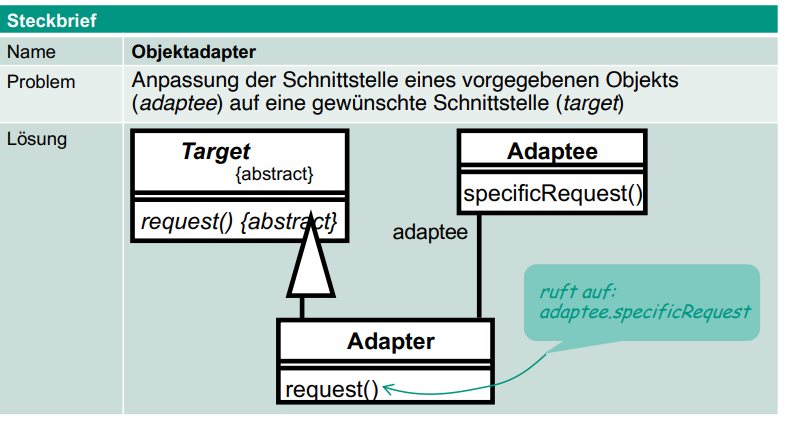 Steckbrief
Name Objektadapter
Problem Anpassung der Schnittstelle eines vorgegebenen Objekts
(adaptee) auf eine gewünschte Schnittstelle (target)
Lösung
Target
{abstract}
request() {abstract}
Adaptee
specificRequest()
adaptee
ruft auf:
adaptee.specificRequest
Adapter
request()